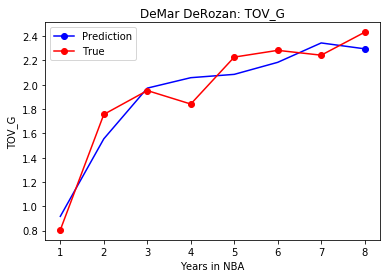 DeMar DeRozan: TOV_G
Prediction
True
2.4
2.2
2.0
1.8
1.6
1.4
1.2
1.0
0.8
TOV_G
1 2 3 4 5 6 7 8
Years in NBA